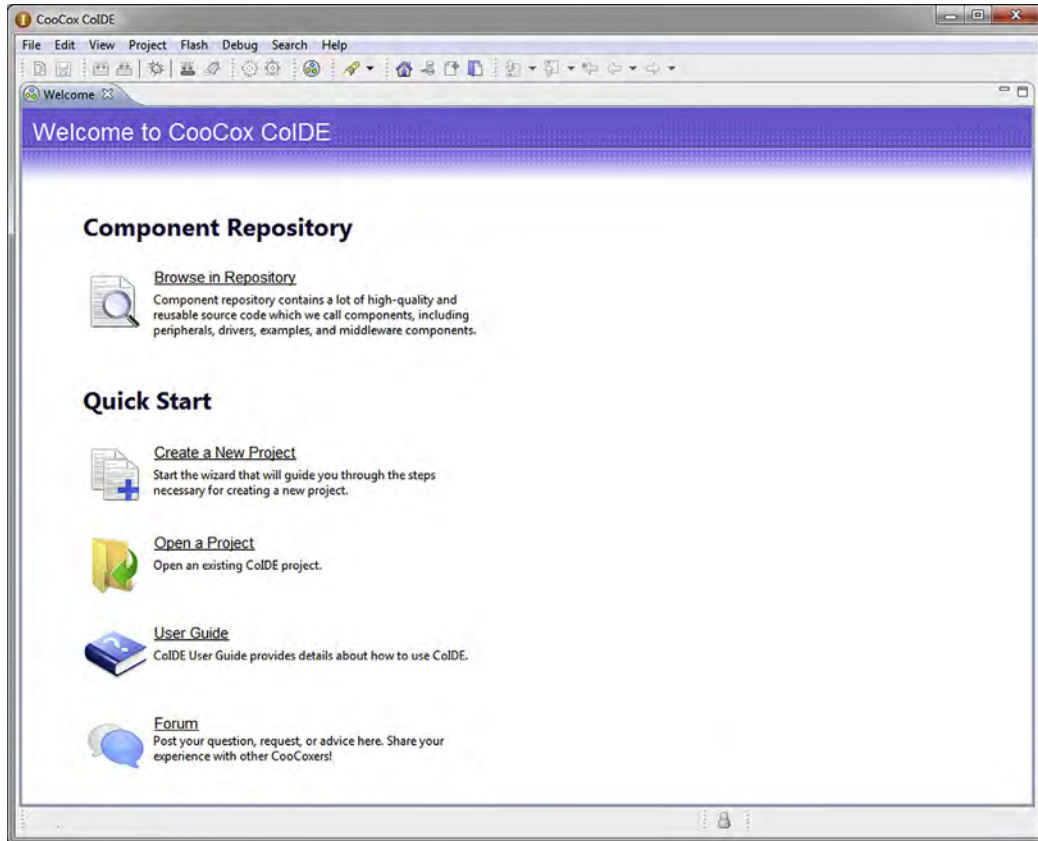 CooCox CoIDE
File Edit View Project Flash Debug Search Help
Welcome
Welcome to CooCox CoIDE
Component Repository
Browse in Repository
Component repository contains a lot of high-quality and
reusable source code which we call components, including
peripherals, drivers, examples, and middleware components.
Quick Start
Create a New Project
Start the wizard that will guide you through the steps
necessary for creating a new project.
Open a Project
Open an existing CoIDE project.
User Guide
CoIDE User Guide provides details about how to use CoIDE.
Forum
Post your question, request, or advice here. Share your
experience with other CooCoxers!